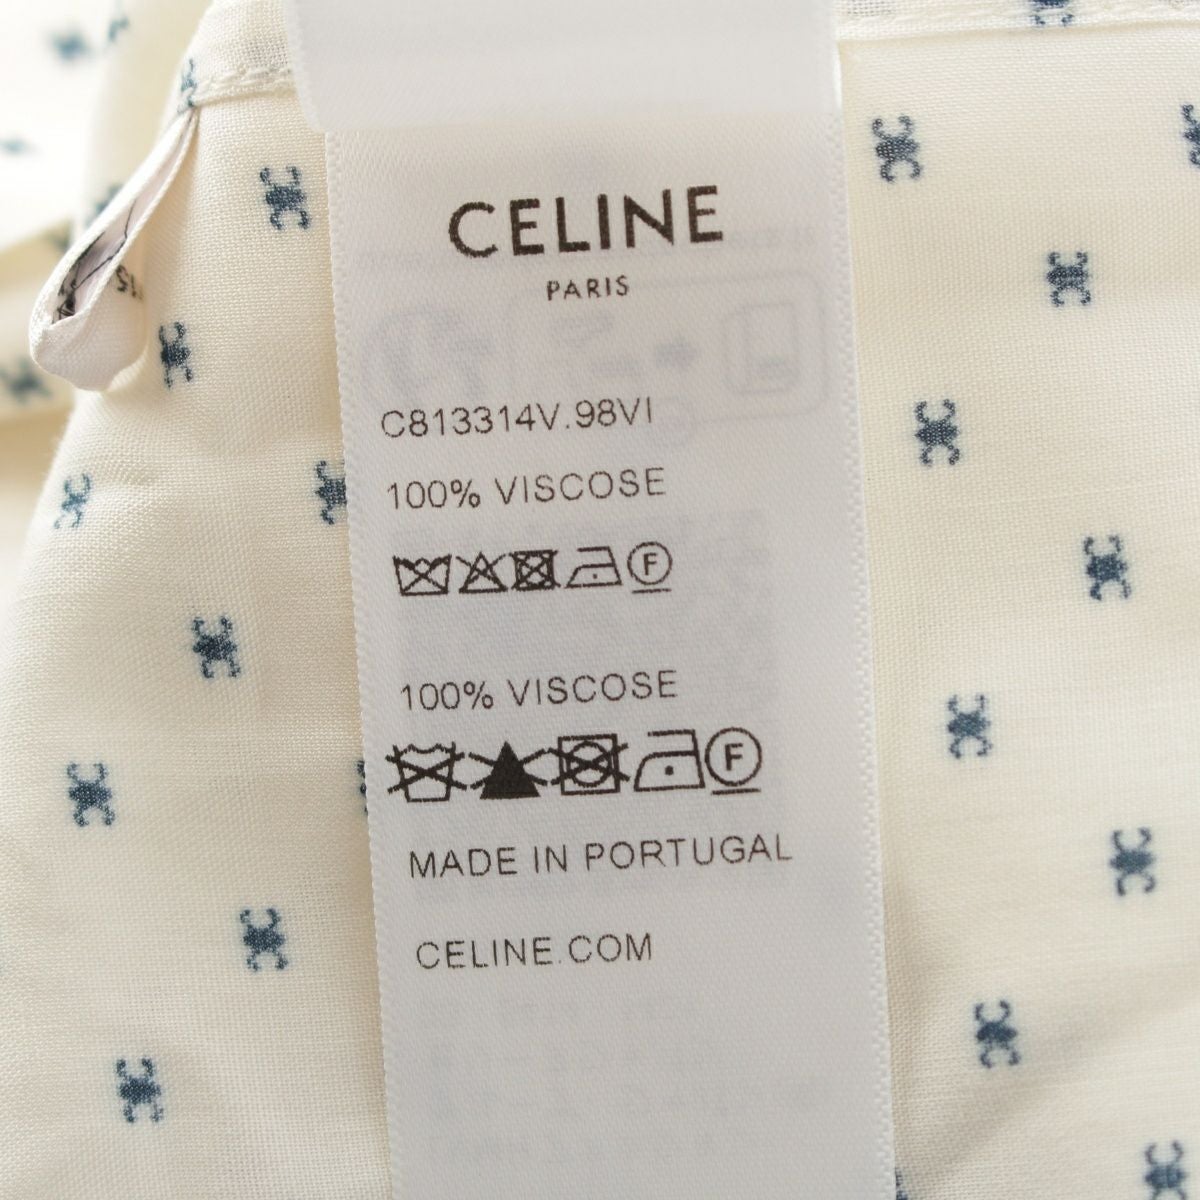 CELINE
PARIS
C813314V.98VI
100% VISCOSE
F
100% VISCOSE
F
MADE IN PORTUGAL
CELINE.COM